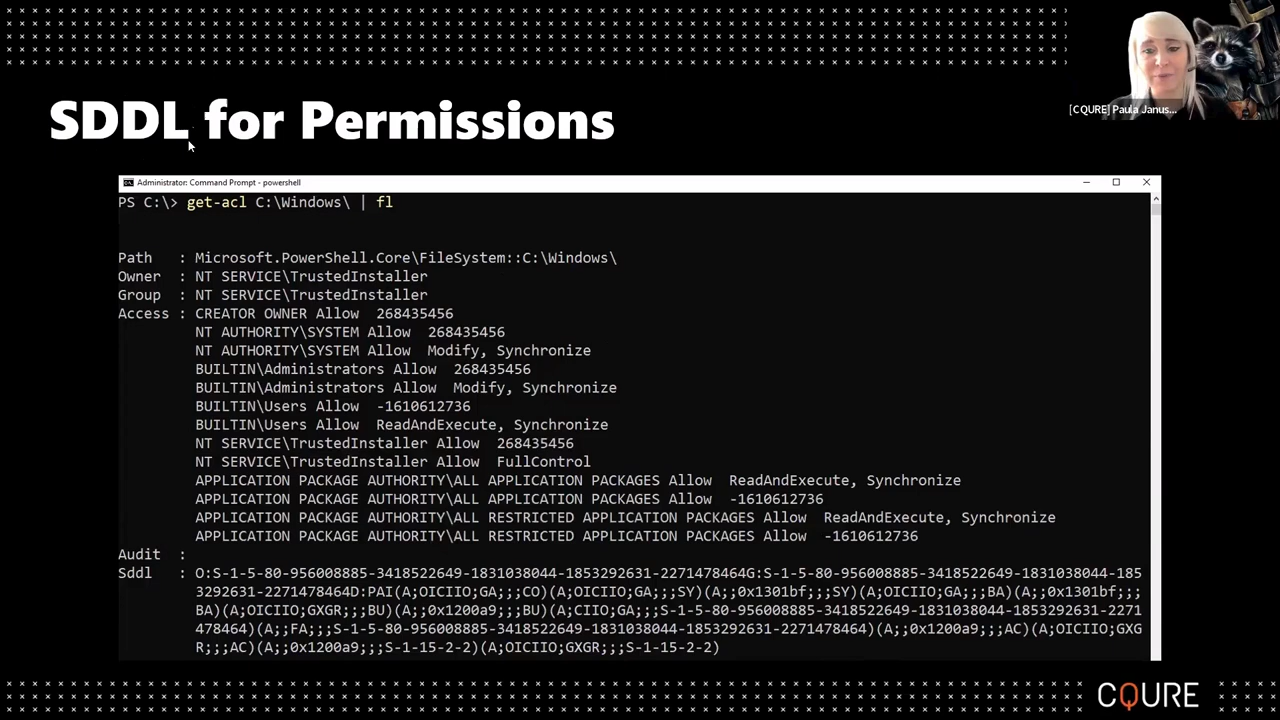 [CQURE] Paula Janus...
SDDL for Permissions
Administrator: Command Prompt - powershell
PS C:\> get-acl C:\Windows\ | fl
Path   : Microsoft.PowerShell.Core\FileSystem::C:\Windows\
Owner  : NT SERVICE\TrustedInstaller
Group  : NT SERVICE\TrustedInstaller
Access : CREATOR OWNER Allow  268435456
NT AUTHORITY\SYSTEM Allow  268435456
NT AUTHORITY\SYSTEM Allow  Modify, Synchronize
BUILTIN\Administrators Allow  268435456
BUILTIN\Administrators Allow  Modify, Synchronize
BUILTIN\Users Allow  -1610612736
BUILTIN\Users Allow  ReadAndExecute, Synchronize
NT SERVICE\TrustedInstaller Allow  268435456
NT SERVICE\TrustedInstaller Allow  FullControl
APPLICATION PACKAGE AUTHORITY\ALL APPLICATION PACKAGES Allow  ReadAndExecute, Synchronize
APPLICATION PACKAGE AUTHORITY\ALL APPLICATION PACKAGES Allow  -1610612736
APPLICATION PACKAGE AUTHORITY\ALL RESTRICTED APPLICATION PACKAGES Allow  ReadAndExecute, Synchronize
APPLICATION PACKAGE AUTHORITY\ALL RESTRICTED APPLICATION PACKAGES Allow  -1610612736
Audit  :
Sddl   : O:S-1-5-80-956008885-3418522649-1831038044-1853292631-2271478464G:S-1-5-80-956008885-3418522649-1831038044-185
3292631-2271478464D:PAI(A;OICIIO;GA;;;CO)(A;OICIIO;GA;;;SY)(A;;0x1301bf;;;SY)(A;OICIIO;GA;;;BA)(A;;0x1301bf;;;
BA)(A;OICIIO;GXGR;;;BU)(A;;0x1200a9;;;BU)(A;CIIO;GA;;;S-1-5-80-956008885-3418522649-1831038044-1853292631-2271
478464)(A;;FA;;;S-1-5-80-956008885-3418522649-1831038044-1853292631-2271478464)(A;;0x1200a9;;;AC)(A;OICIIO;GXG
R;;;AC)(A;;0x1200a9;;;S-1-15-2-2)(A;OICIIO;GXGR;;;S-1-15-2-2)
CQURE